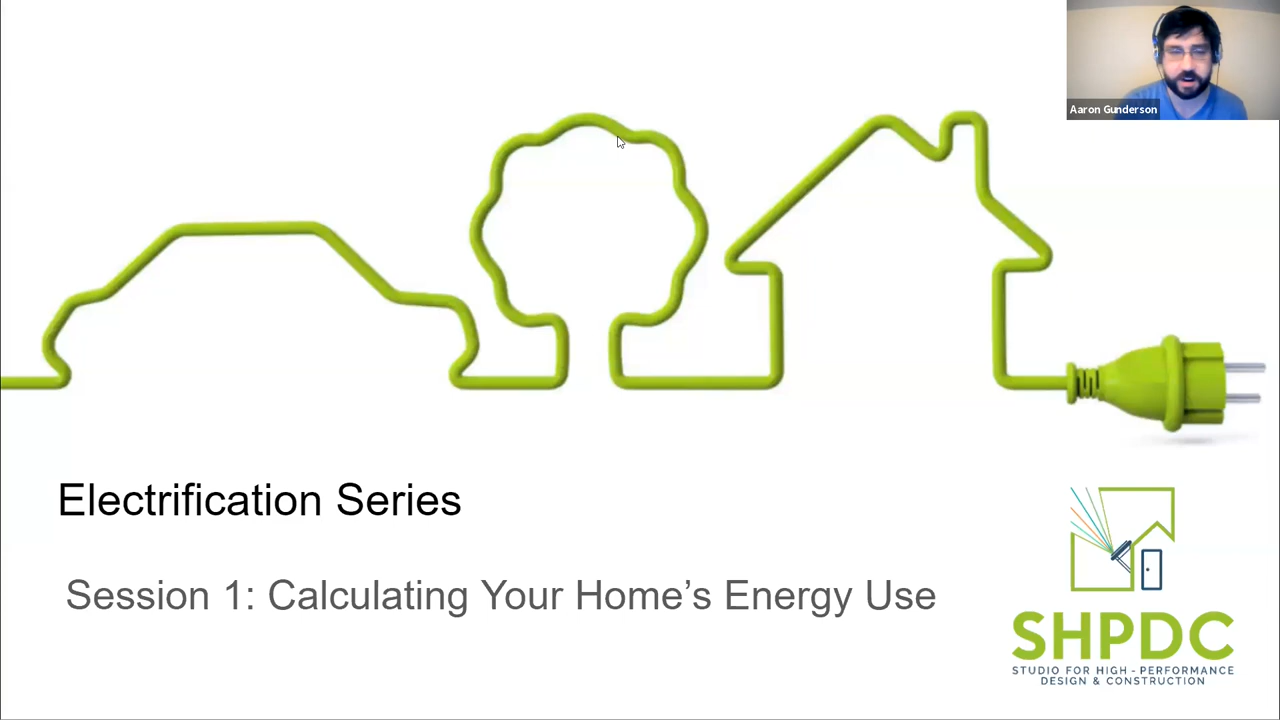 Aaron Gunderson
Electrification Series
Session 1: Calculating Your Home’s Energy Use
SHPDC
STUDIO FOR HIGH - PERFORMANCE
DESIGN & CONSTRUCTION